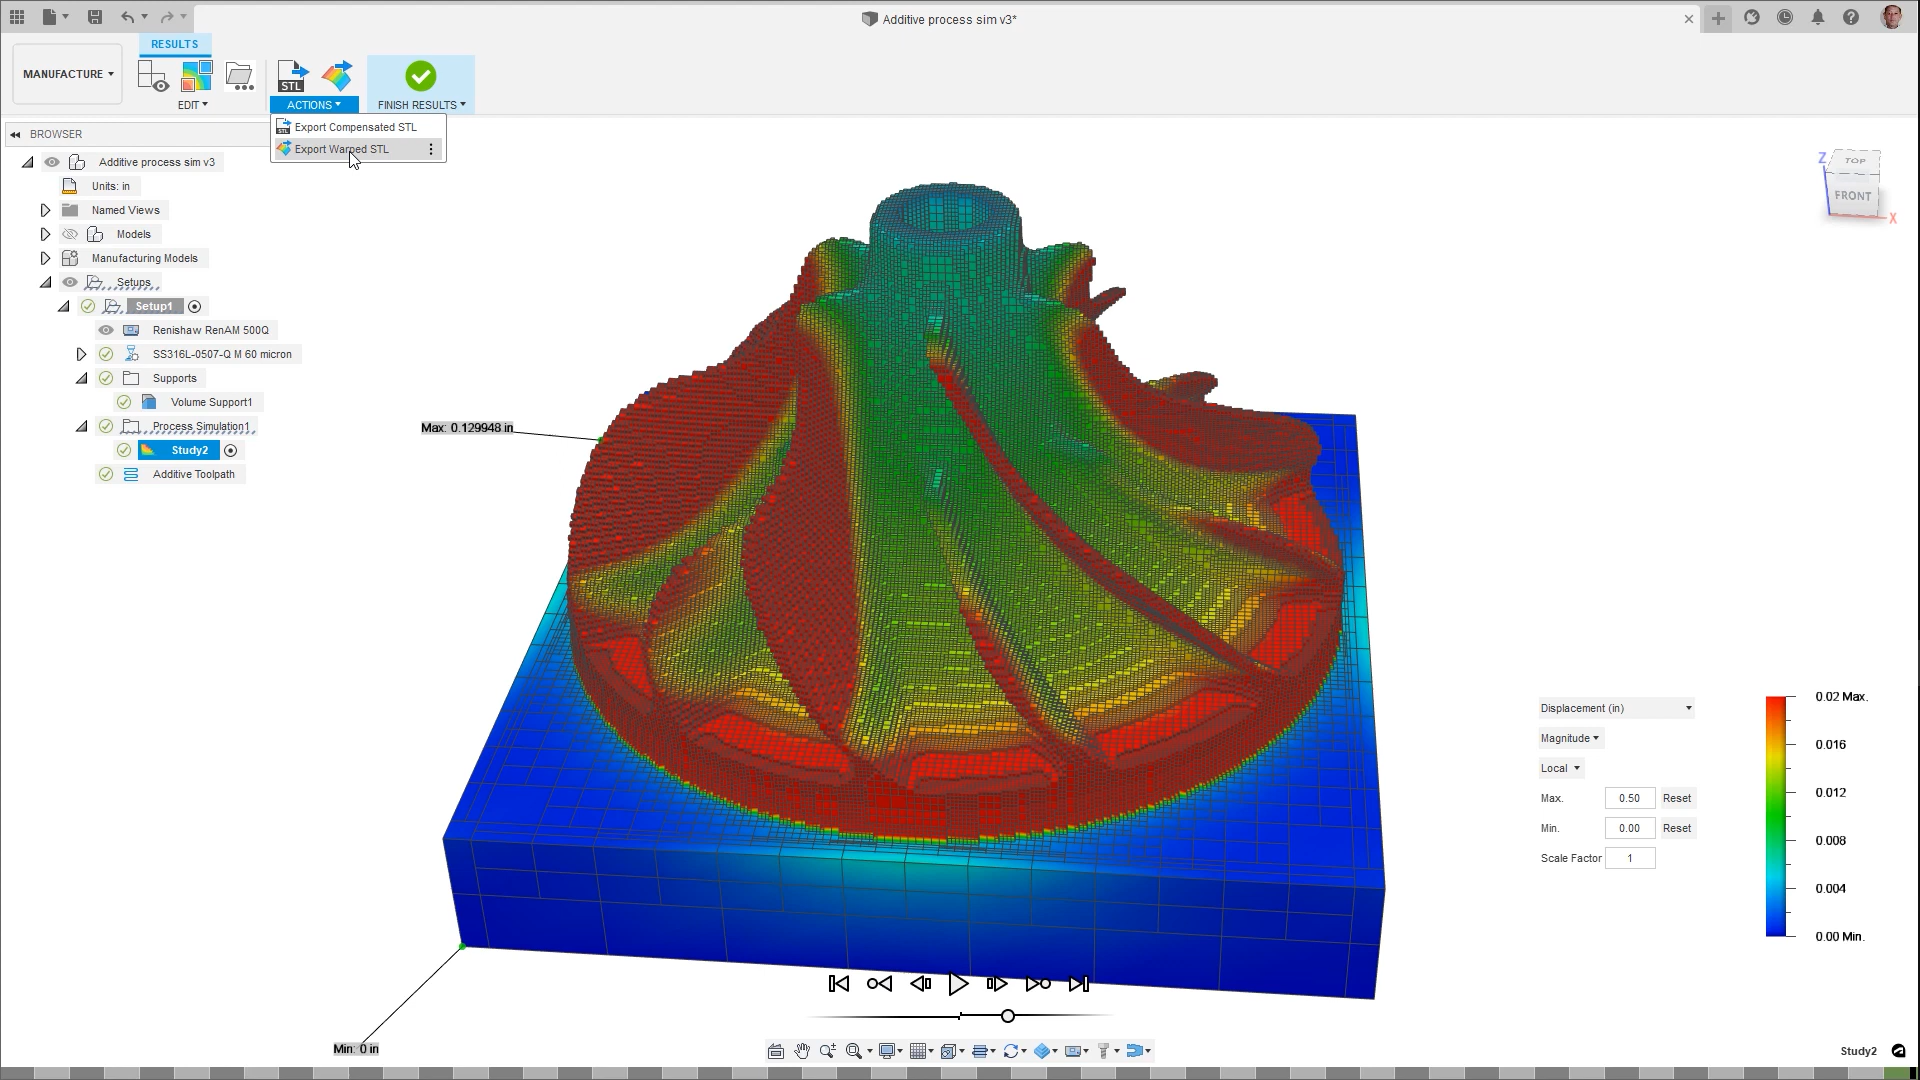 Additive process sim v3*
RESULTS
MANUFACTURE
STL
EDIT
ACTIONS
FINISH RESULTS
Export Compensated STL
Export Warped STL
BROWSER
Additive process sim v3
Units: in
Named Views
Models
Manufacturing Models
Setups
Setup1
Renishaw RenAM 500Q
SS316L-0507-Q M 60 micron
Supports
Volume Support1
Process Simulation1
Study2
Additive Toolpath
Z
TOP
FRONT
X
Max: 0.129948 in
Min: 0 in
Displacement (in)
Magnitude
Local
Max. 0.50 Reset
Min. 0.00 Reset
Scale Factor 1
0.02 Max.
0.016
0.012
0.008
0.004
0.00 Min.
Study2